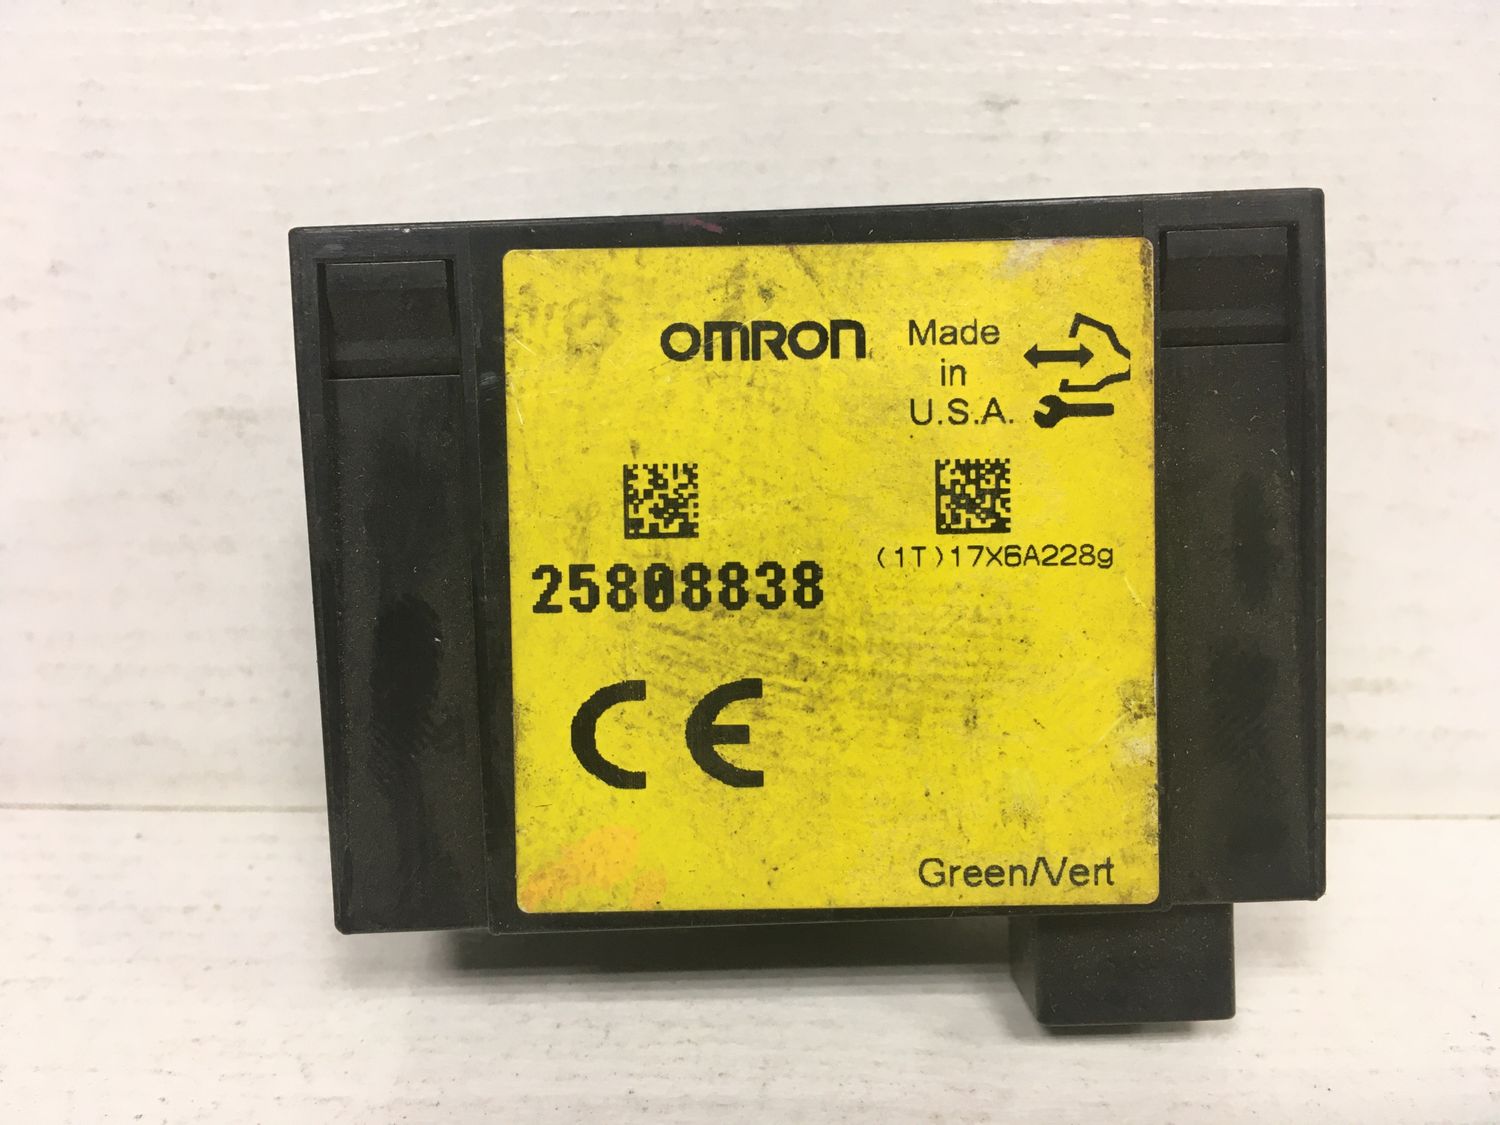 OMRON
Made
in
U.S.A.
25808838
(1T)17X6A228g
CE
Green/Vert